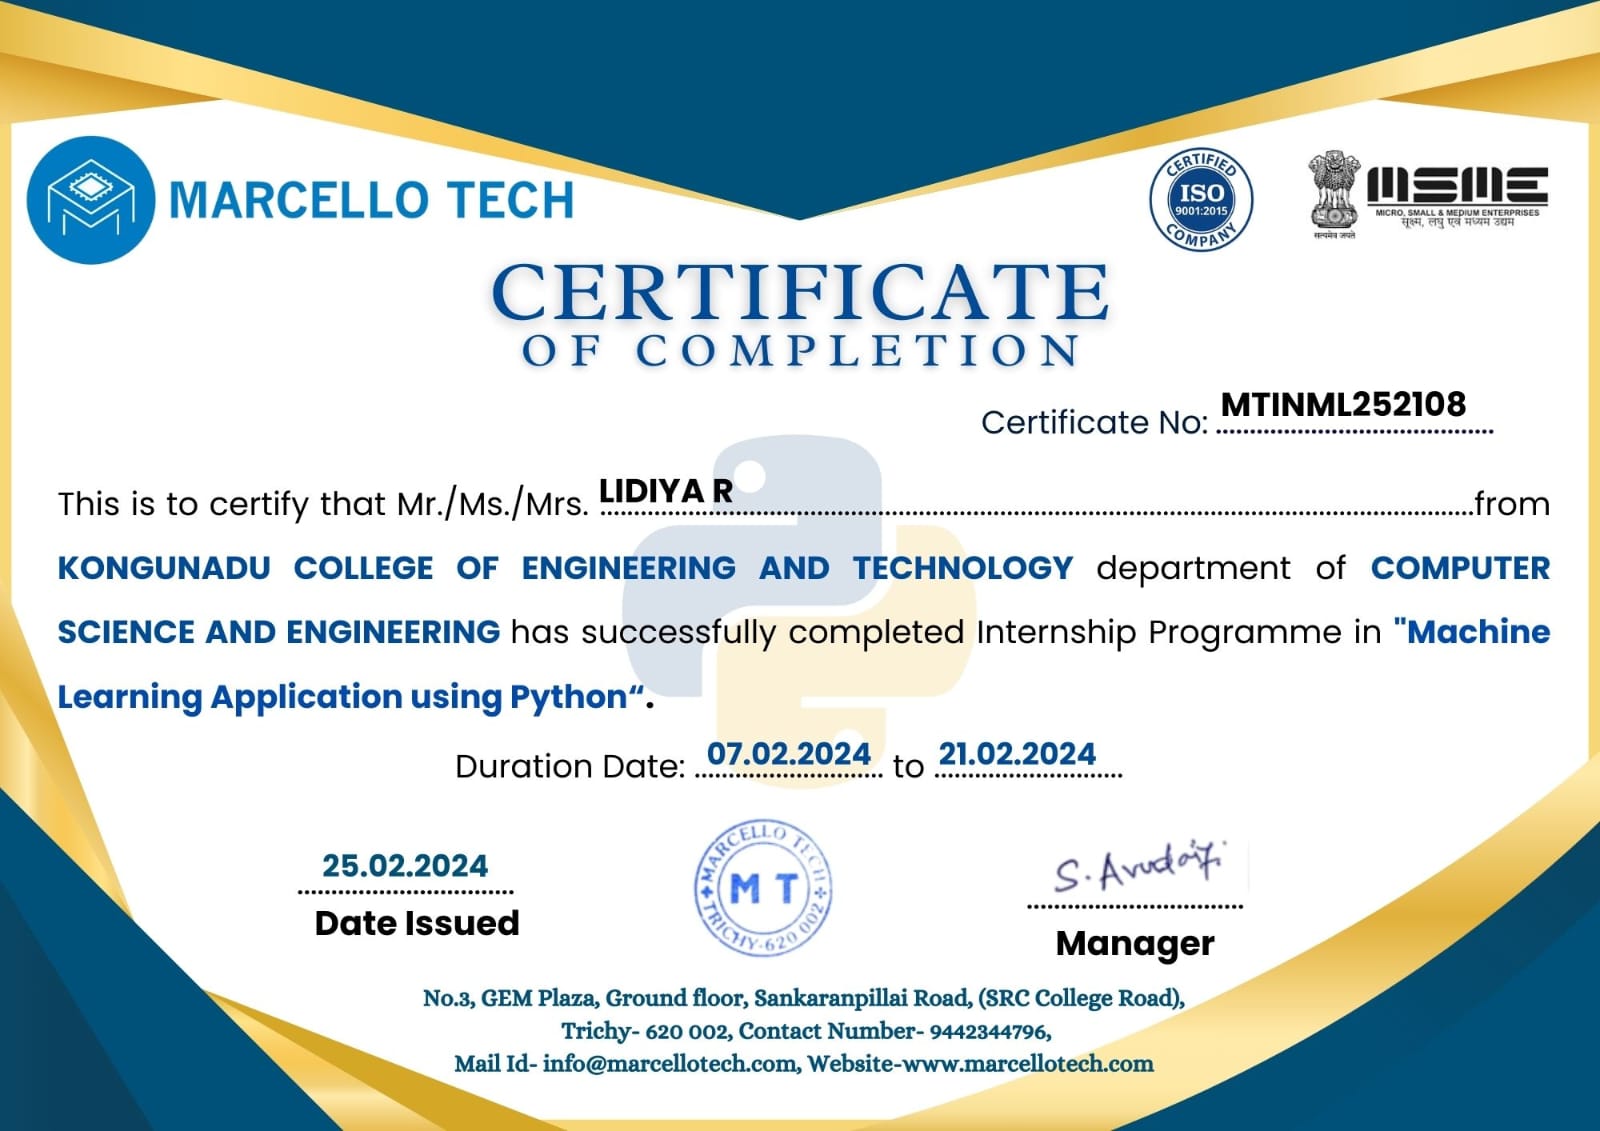 MARCELLO TECH
CERTIFIED
ISO
9001:2015
COMPANY
सत्यमेव जयते
MSME
MICRO, SMALL & MEDIUM ENTERPRISES
सूक्ष्म, लघु एवं मध्यम उद्यम
CERTIFICATE
OF COMPLETION
Certificate No: MTINML252108
This is to certify that Mr./Ms./Mrs. LIDIYA R from
KONGUNADU COLLEGE OF ENGINEERING AND TECHNOLOGY department of COMPUTER
SCIENCE AND ENGINEERING has successfully completed Internship Programme in "Machine
Learning Application using Python“.
Duration Date: 07.02.2024 to 21.02.2024
25.02.2024
Date Issued
MARCELLO TECH
M T
TRICHY-620 002
S. Arudaiji
Manager
No.3, GEM Plaza, Ground floor, Sankaranpillai Road, (SRC College Road),
Trichy- 620 002, Contact Number- 9442344796,
Mail Id- info@marcellotech.com, Website-www.marcellotech.com